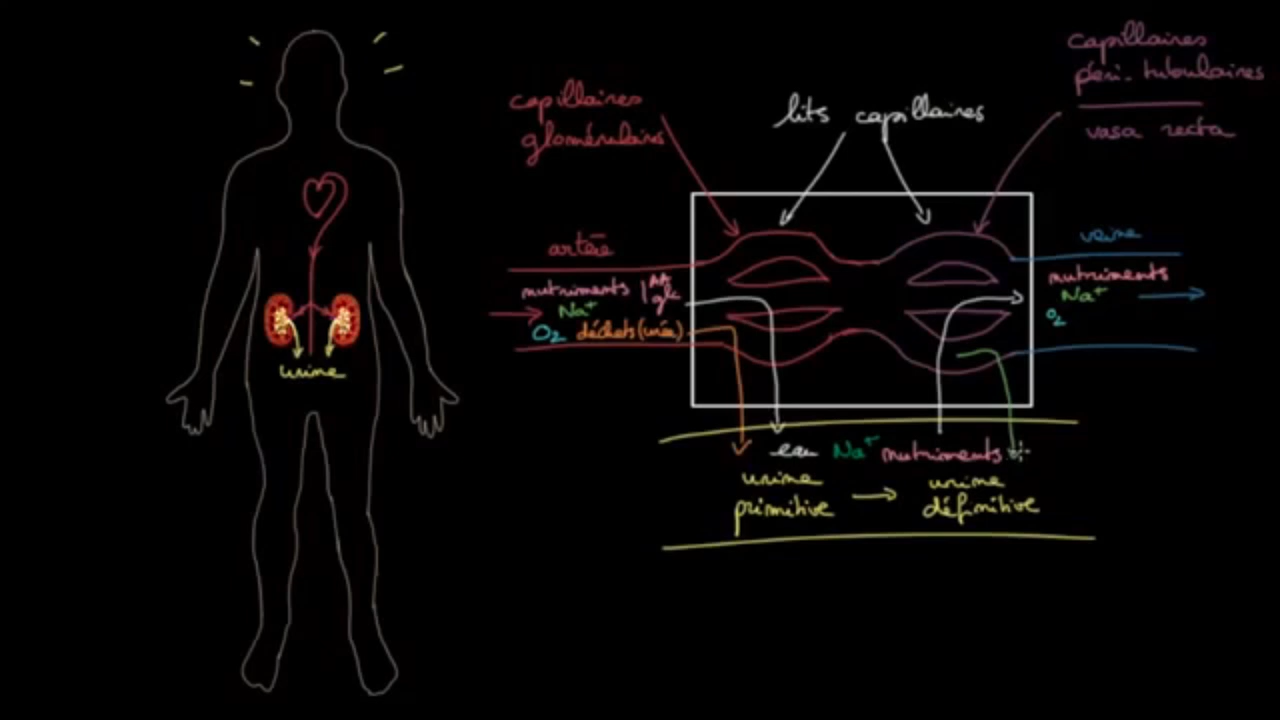 capillaires
glomérulaires
lits capillaires
capillaires
péri-tubulaires
vasa recta
artère
nutriments | AA
glc
Na+
O2 déchets (urée)
veine
nutriments
Na+
O2
urine
eau Na+ nutriments
urine
primitive
→
urine
définitive